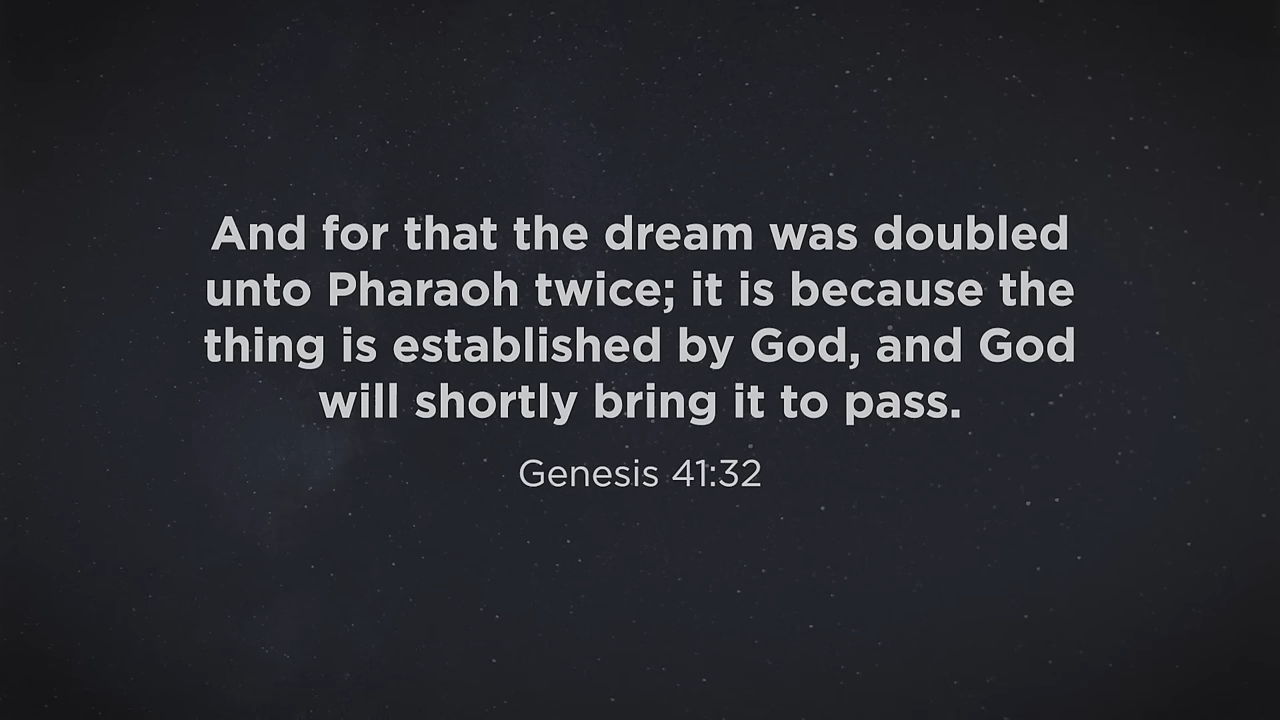 And for that the dream was doubled
unto Pharaoh twice; it is because the
thing is established by God, and God
will shortly bring it to pass.
Genesis 41:32